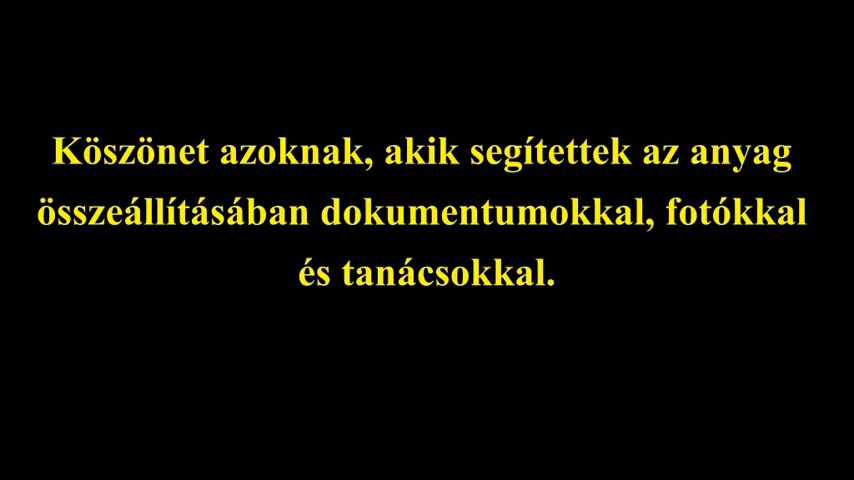 Köszönet azoknak, akik segítettek az anyag
összeállításában dokumentumokkal, fotókkal
és tanácsokkal.